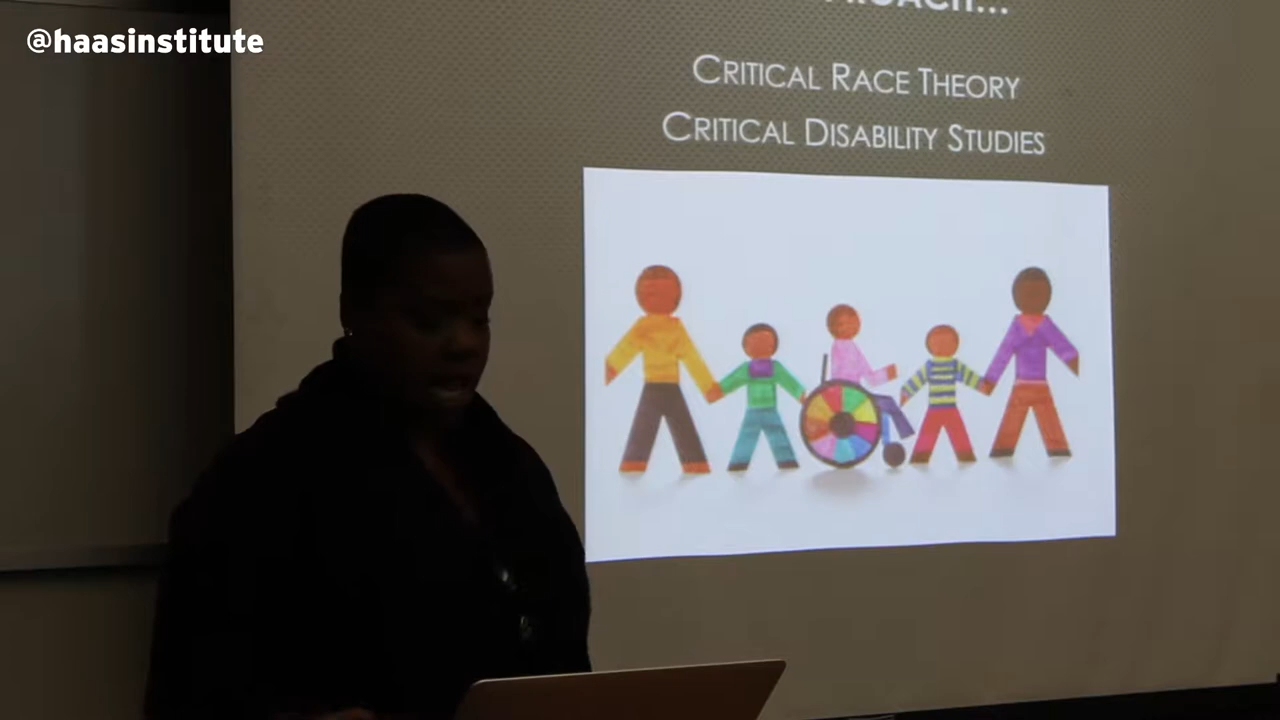 @haasinstitute
CRITICAL RACE THEORY
CRITICAL DISABILITY STUDIES